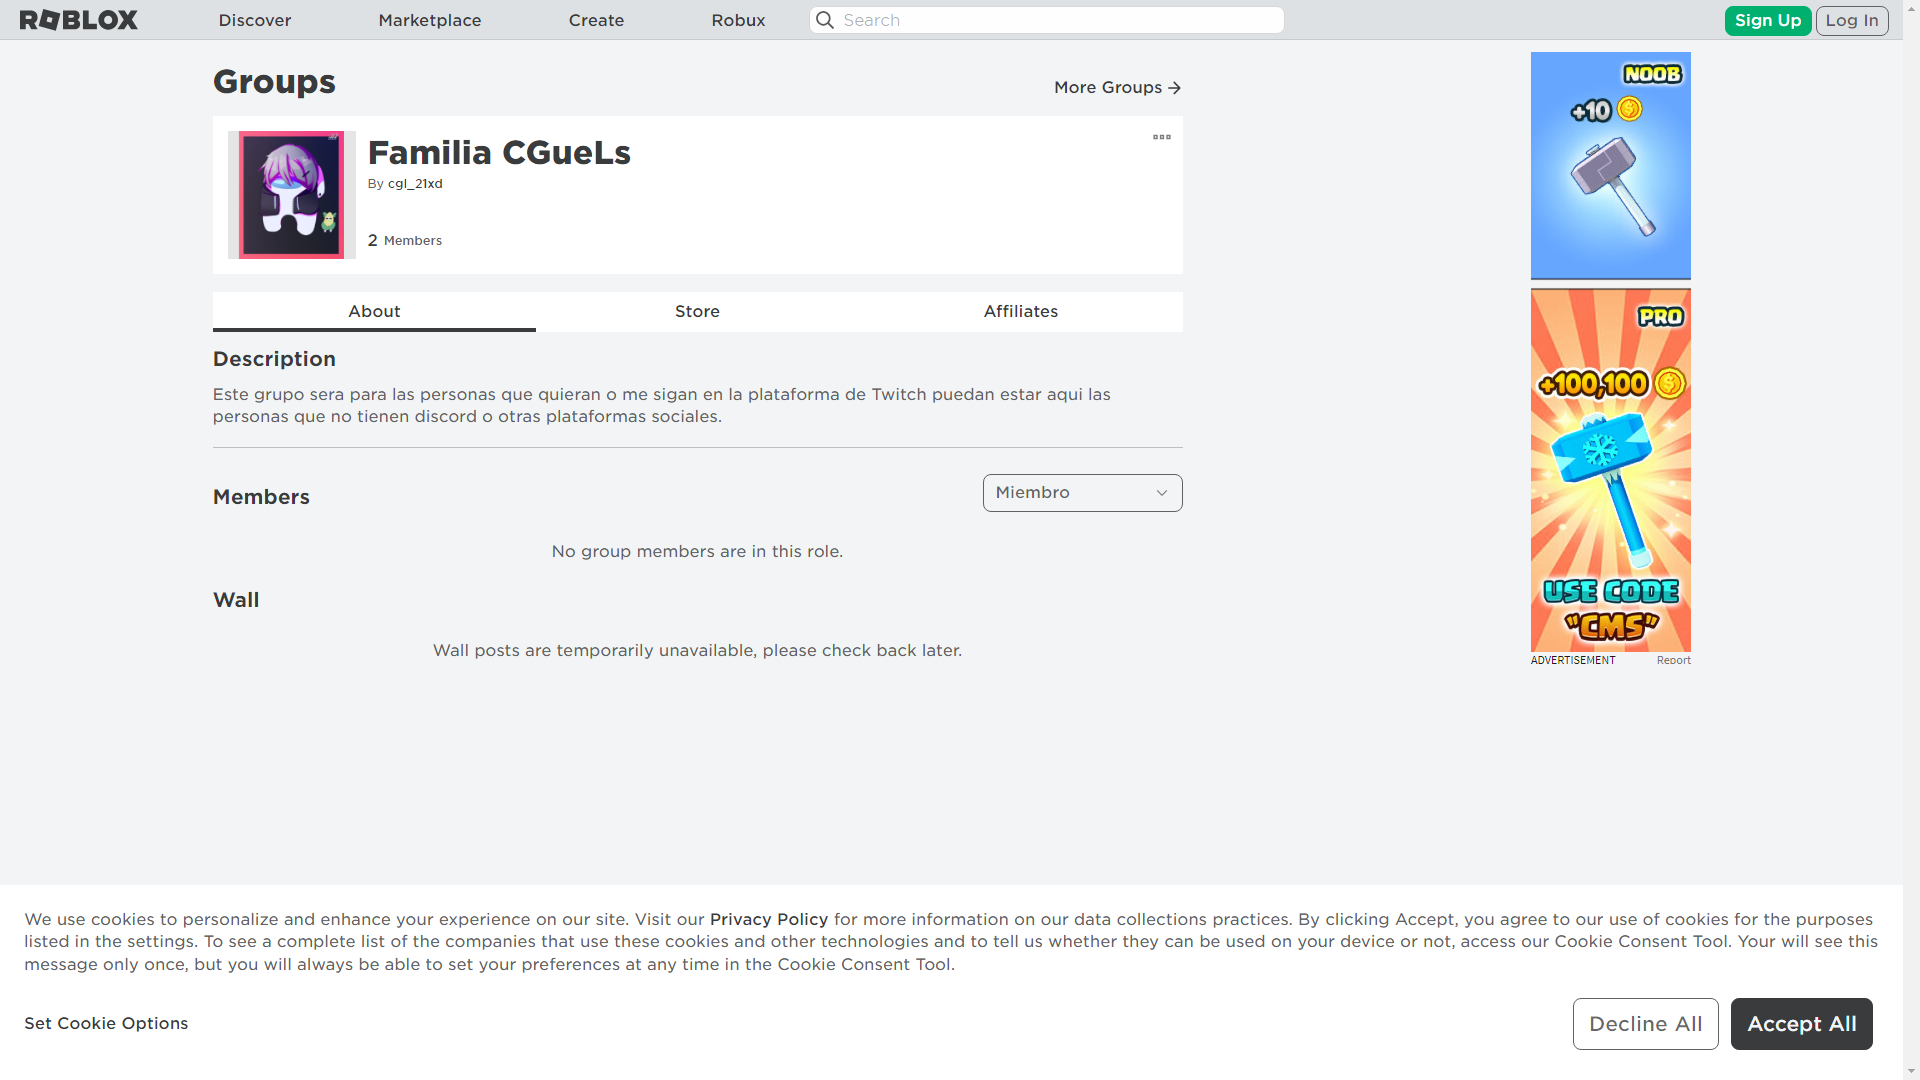 ROBLOX
Discover
Marketplace
Create
Robux
Search
Sign Up
Log In
Groups
More Groups
Familia CGueLs
By cgl_21xd
2 Members
About
Store
Affiliates
Description
Este grupo sera para las personas que quieran o me sigan en la plataforma de Twitch puedan estar aqui las
personas que no tienen discord o otras plataformas sociales.
Members
Miembro
No group members are in this role.
Wall
Wall posts are temporarily unavailable, please check back later.
NOOB
+10
PRO
+100,100
USE CODE
"CMS"
ADVERTISEMENT
Report
We use cookies to personalize and enhance your experience on our site. Visit our Privacy Policy for more information on our data collections practices. By clicking Accept, you agree to our use of cookies for the purposes
listed in the settings. To see a complete list of the companies that use these cookies and other technologies and to tell us whether they can be used on your device or not, access our Cookie Consent Tool. Your will see this
message only once, but you will always be able to set your preferences at any time in the Cookie Consent Tool.
Set Cookie Options
Decline All
Accept All